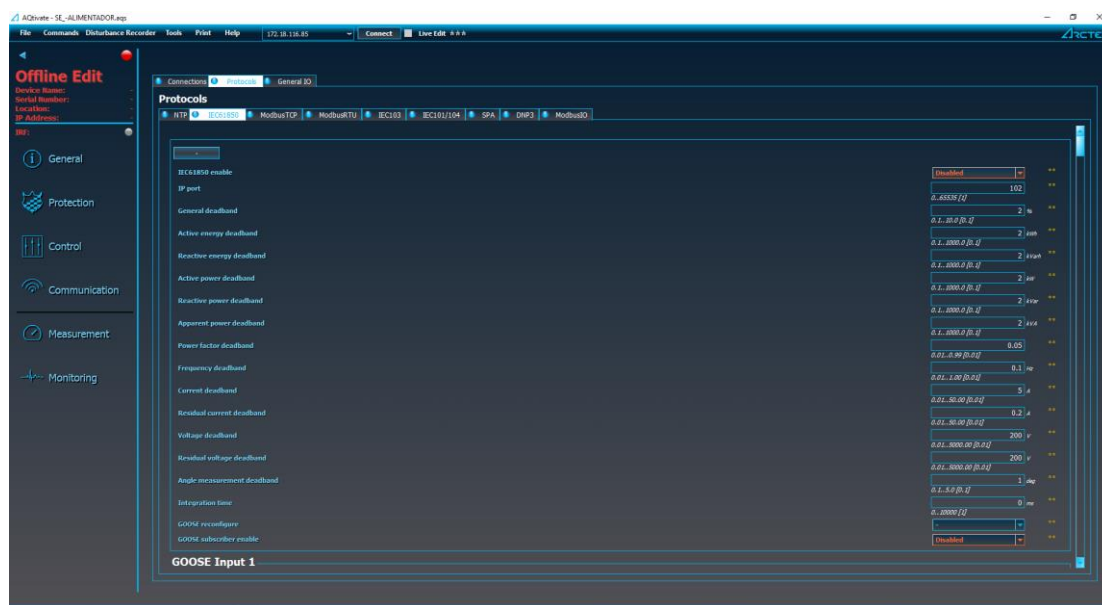 AQtivate - SE_-ALIMENTADOR.aqs
File Commands Disturbance Recorder Tools Print Help 172.18.116.85 Connect Live Edit
Arcte
Offline Edit
Device Name: -
Serial Number: -
Location: -
IP Address: -
IRF:
General
Protection
Control
Communication
Measurement
Monitoring
Connections Protocols General IO
Protocols
NTP IEC61850 ModbusTCP ModbusRTU IEC103 IEC101/104 SPA DNP3 ModbusIO
-
IEC61850 enable Disabled **
IP port 102 **
0..65535 [1]
General deadband 2 % **
0.1..10.0 [0.1]
Active energy deadband 2 kWh **
0.1..1000.0 [0.1]
Reactive energy deadband 2 kVarh **
0.1..1000.0 [0.1]
Active power deadband 2 kW **
0.1..1000.0 [0.1]
Reactive power deadband 2 kVar **
0.1..1000.0 [0.1]
Apparent power deadband 2 kVA **
0.1..1000.0 [0.1]
Power factor deadband 0.05 **
0.01..0.99 [0.01]
Frequency deadband 0.1 Hz **
0.01..1.00 [0.01]
Current deadband 5 A **
0.01..50.00 [0.01]
Residual current deadband 0.2 A **
0.01..50.00 [0.01]
Voltage deadband 200 V **
0.01..5000.00 [0.01]
Residual voltage deadband 200 V **
0.01..5000.00 [0.01]
Angle measurement deadband 1 deg **
0.1..5.0 [0.1]
Integration time 0 ms **
0..10000 [1]
GOOSE reconfigure - **
GOOSE subscriber enable Disabled **
GOOSE Input 1